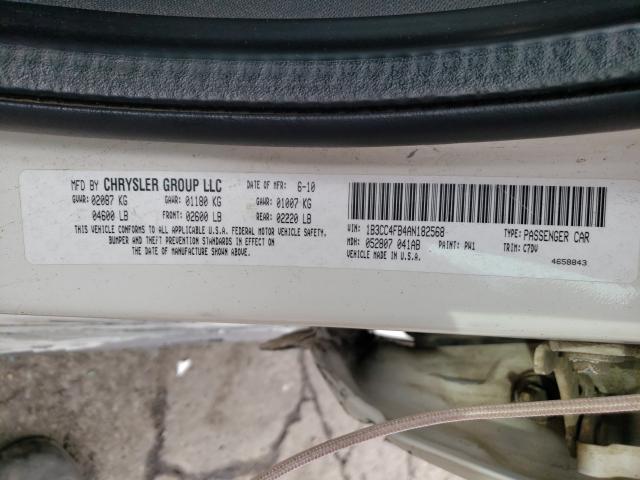 MFD BY CHRYSLER GROUP LLC DATE OF MFR: 6-10
GVWR: 02087 KG GAWR: 01180 KG GAWR: 01007 KG
04600 LB FRONT: 02600 LB REAR: 02220 LB
THIS VEHICLE CONFORMS TO ALL APPLICABLE U.S.A. FEDERAL MOTOR VEHICLE SAFETY,
BUMPER AND THEFT PREVENTION STANDARDS IN EFFECT ON
THE DATE OF MANUFACTURE SHOWN ABOVE.
VIN: 1B3CC4FB4AN182568 TYPE: PASSENGER CAR
MDH: 052807 041AB PAINT: PW1 TRIM: C7DV
VEHICLE MADE IN U.S.A.
4658843